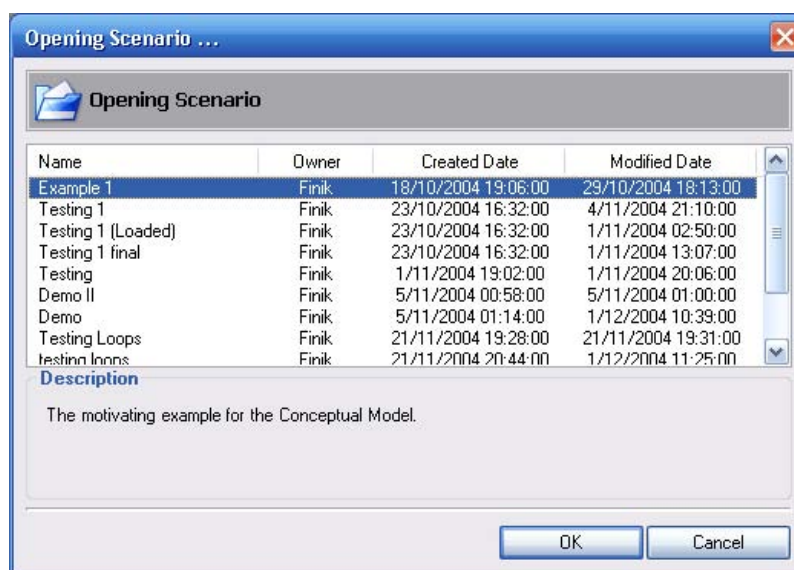 Opening Scenario ...
Opening Scenario
Name Owner Created Date Modified Date
Example 1 Finik 18/10/2004 19:06:00 29/10/2004 18:13:00
Testing 1 Finik 23/10/2004 16:32:00 4/11/2004 21:10:00
Testing 1 (Loaded) Finik 23/10/2004 16:32:00 1/11/2004 02:50:00
Testing 1 final Finik 23/10/2004 16:32:00 1/11/2004 13:07:00
Testing Finik 1/11/2004 19:02:00 1/11/2004 20:06:00
Demo II Finik 5/11/2004 00:58:00 5/11/2004 01:00:00
Demo Finik 5/11/2004 01:14:00 1/12/2004 10:39:00
Testing Loops Finik 21/11/2004 19:28:00 21/11/2004 19:31:00
testing loops Finik 21/11/2004 20:44:00 1/12/2004 11:25:00
Description
The motivating example for the Conceptual Model.
OK Cancel